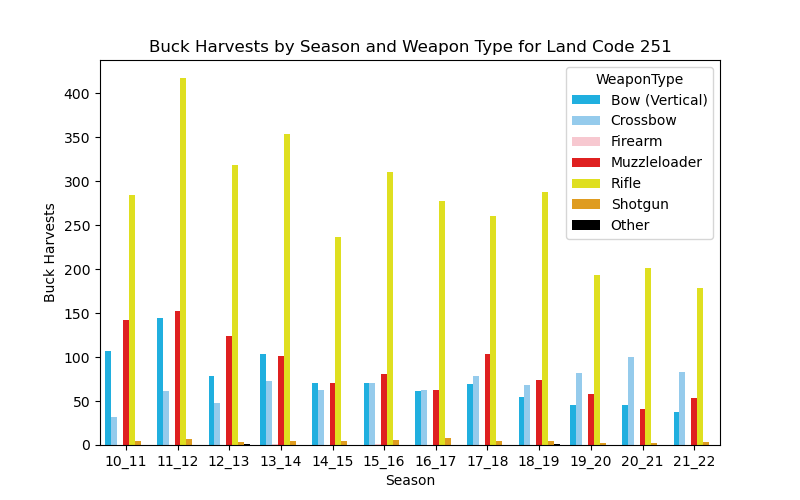 Buck Harvests by Season and Weapon Type for Land Code 251
WeaponType
Bow (Vertical)
Crossbow
Firearm
Muzzleloader
Rifle
Shotgun
Other
Buck Harvests
400
350
300
250
200
150
100
50
0
10_11 11_12 12_13 13_14 14_15 15_16 16_17 17_18 18_19 19_20 20_21 21_22
Season